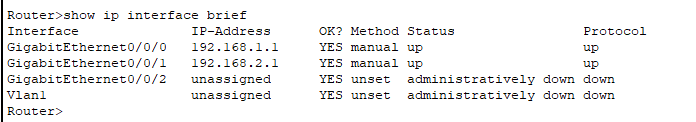 Router>show ip interface brief
Interface              IP-Address      OK? Method Status                Protocol
GigabitEthernet0/0/0   192.168.1.1     YES manual up                    up
GigabitEthernet0/0/1   192.168.2.1     YES manual up                    up
GigabitEthernet0/0/2   unassigned      YES unset  administratively down down
Vlan1                  unassigned      YES unset  administratively down down
Router>